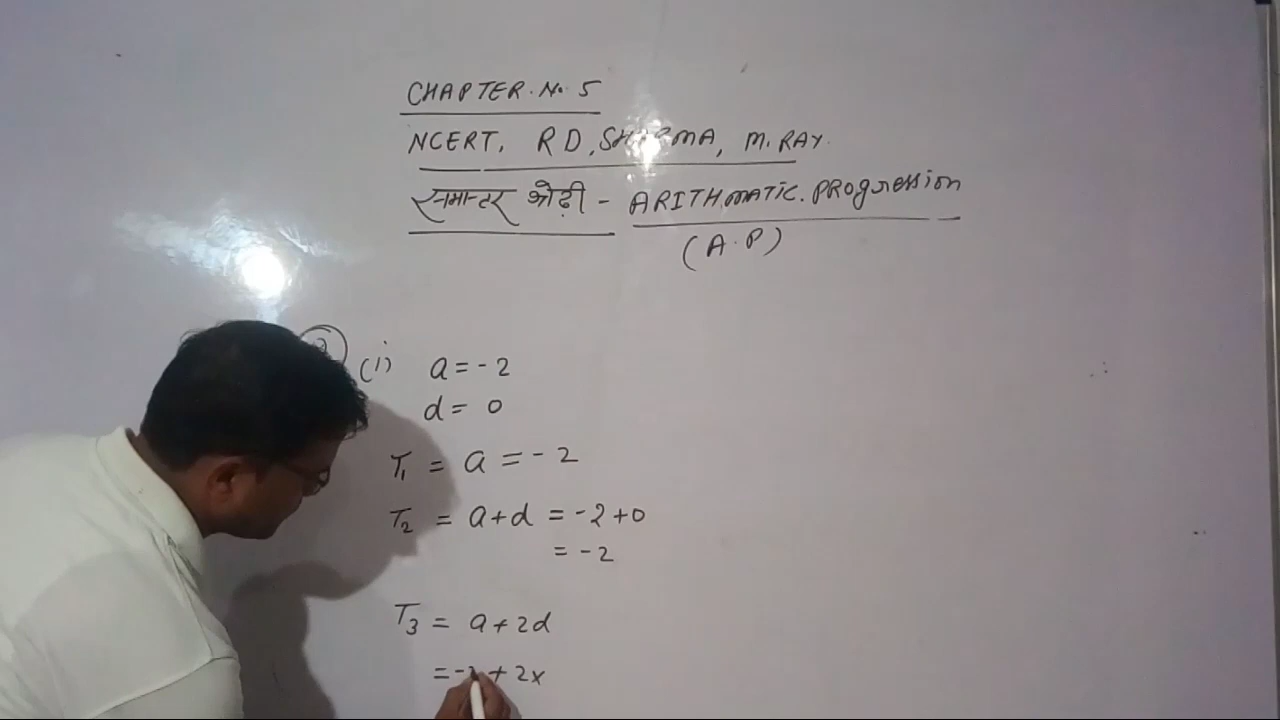 CHAPTER. No. 5
NCERT, RD, SHARMA, M. RAY.
समान्तर श्रेढ़ी - ARITHMATIC. PROgression
(A.P)
(i) a = -2
d = 0
T1 = a = -2
T2 = a+d = -2+0
= -2
T3 = a+2d
= - + 2x